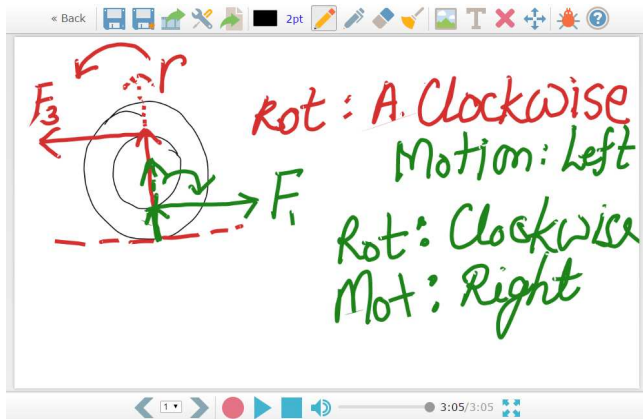 « Back
2pt
r
F3
Rot : A. Clockwise
Motion: Left
F1
Rot: Clockwise
Mot: Right
1
3:05/3:05